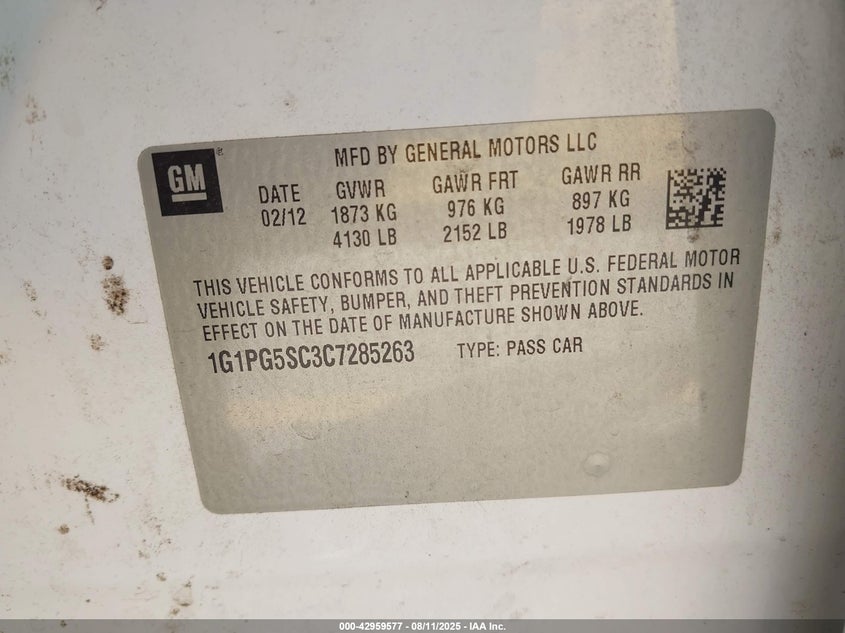 GM
MFD BY GENERAL MOTORS LLC
DATE GVWR GAWR FRT GAWR RR
02/12 1873 KG 976 KG 897 KG
4130 LB 2152 LB 1978 LB
THIS VEHICLE CONFORMS TO ALL APPLICABLE U.S. FEDERAL MOTOR
VEHICLE SAFETY, BUMPER, AND THEFT PREVENTION STANDARDS IN
EFFECT ON THE DATE OF MANUFACTURE SHOWN ABOVE.
1G1PG5SC3C7285263 TYPE: PASS CAR
000-42959577 - 08/11/2025 - IAA Inc.